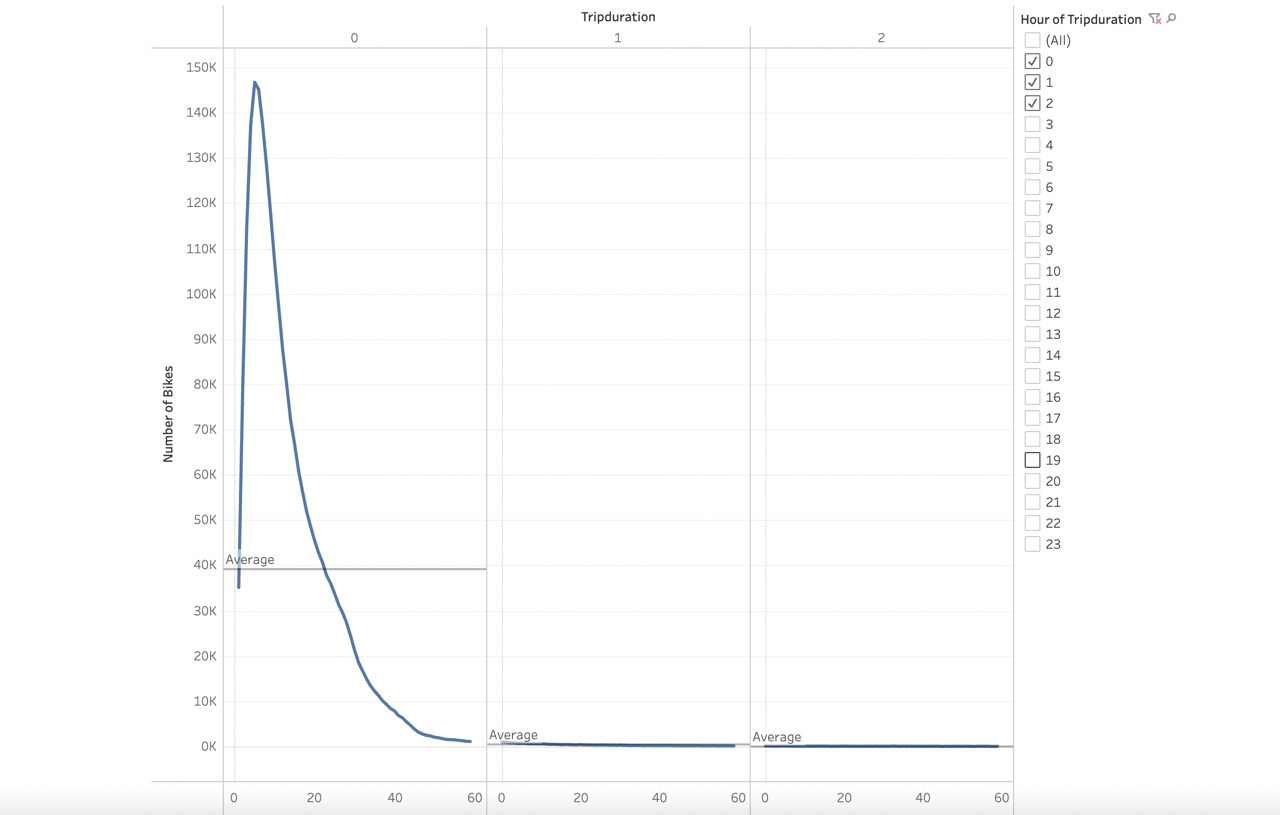 Tripduration
0 1 2
150K
140K
130K
120K
110K
100K
90K
80K
70K
60K
50K
40K
30K
20K
10K
0K
Number of Bikes
Average
Average
Average
0 20 40 60 0 20 40 60 0 20 40 60
Hour of Tripduration
(All)
0
1
2
3
4
5
6
7
8
9
10
11
12
13
14
15
16
17
18
19
20
21
22
23